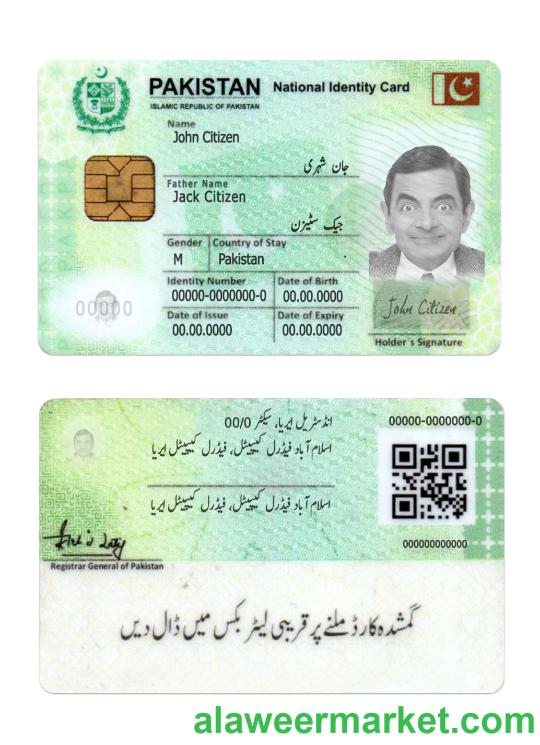 PAKISTAN National Identity Card
ISLAMIC REPUBLIC OF PAKISTAN
Name
John Citizen
جان شہری
Father Name
Jack Citizen
جیک سٹیزن
Gender Country of Stay
M Pakistan
Identity Number Date of Birth
00000-0000000-0 00.00.0000
Date of Issue Date of Expiry
00.00.0000 00.00.0000
00000
John Citizen
Holder's Signature
انڈسٹریل ایریا، سیکٹر 00/0
00000-0000000-0
اسلام آباد فیڈرل کیپیٹل، فیڈرل کیپیٹل ایریا
اسلام آباد فیڈرل کیپیٹل، فیڈرل کیپیٹل ایریا
000000000000
Registrar General of Pakistan
گمشدہ کارڈ ملنے پر قریبی لیٹر بکس میں ڈال دیں
alaweermarket.com